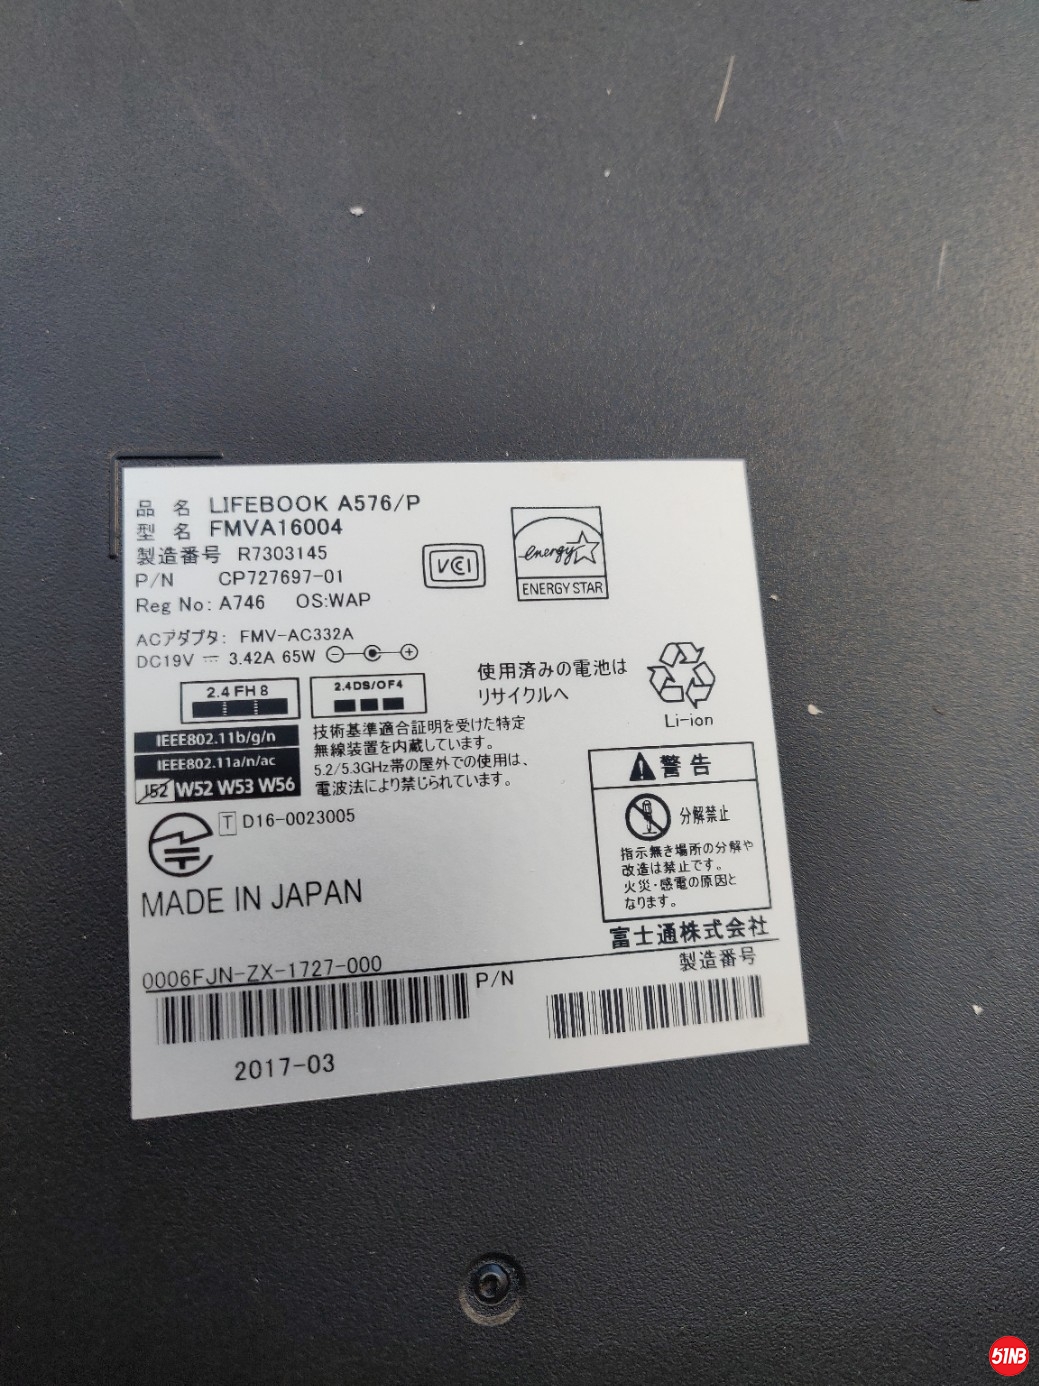 品名 LIFEBOOK A576/P
型名 FMVA16004
製造番号 R7303145
P/N CP727697-01
Reg No: A746 OS:WAP
VCCI
energy
ENERGY STAR
ACアダプタ: FMV-AC332A
DC19V ⎓ 3.42A 65W
2.4FH8
2.4DS/OF4
IEEE802.11b/g/n
IEEE802.11a/n/ac
J52 W52 W53 W56
技術基準適合証明を受けた特定
無線装置を内蔵しています。
5.2/5.3GHz帯の屋外での使用は、
電波法により禁じられています。
使用済みの電池は
リサイクルへ
Li-ion
T D16-0023005
MADE IN JAPAN
警告
分解禁止
指示無き場所の分解や
改造は禁止です。
火災・感電の原因と
なります。
富士通株式会社
0006FJN-ZX-1727-000
P/N
製造番号
2017-03
51NB